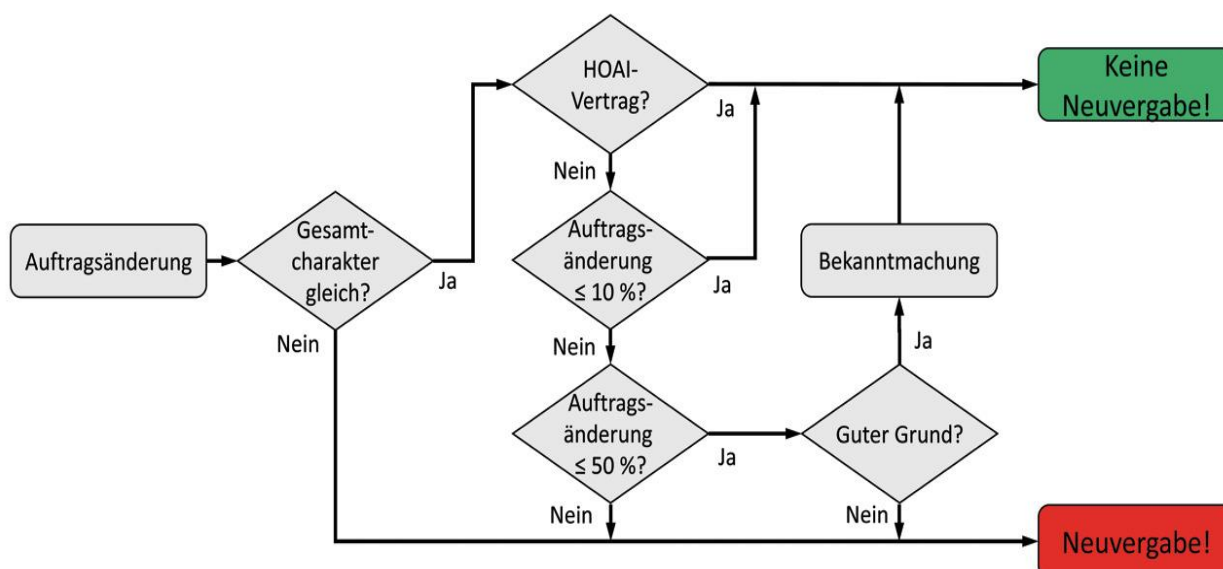 HOAI-
Vertrag?
Ja
Keine
Neuvergabe!
Nein
Auftragsänderung
Gesamt-
charakter
gleich?
Ja
Auftrags-
änderung
≤ 10 %?
Ja
Bekanntmachung
Nein
Nein
Ja
Auftrags-
änderung
≤ 50 %?
Ja
Guter Grund?
Nein
Nein
Neuvergabe!